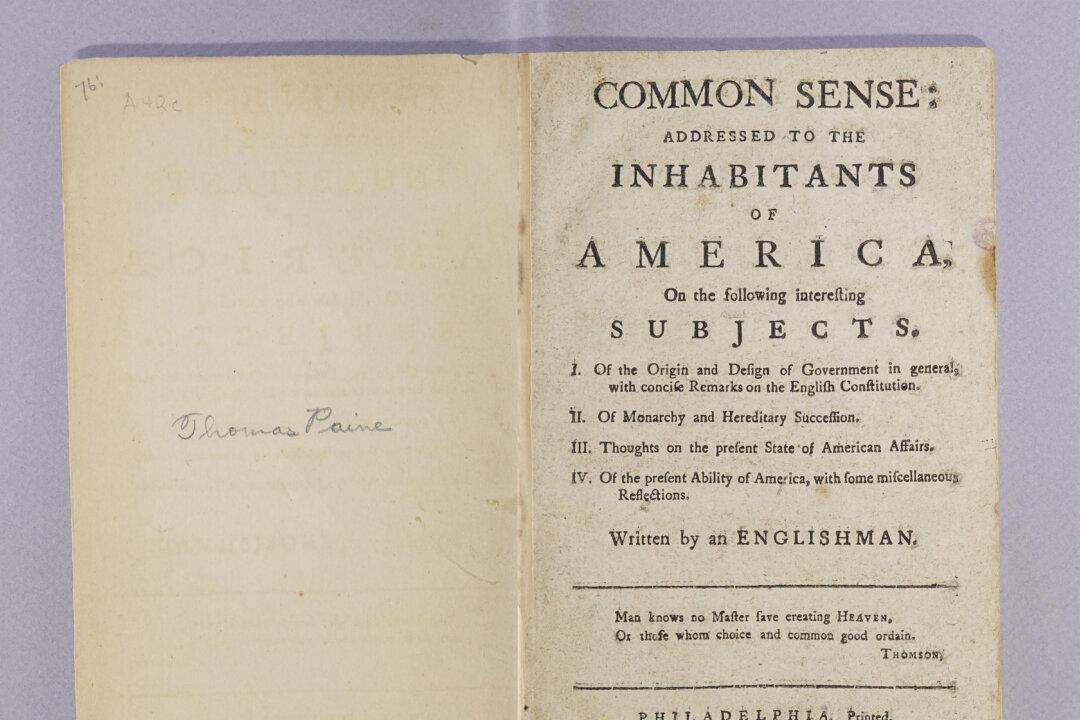 76:
A42c
Thomas Paine
COMMON SENSE:
ADDRESSED TO THE
INHABITANTS
OF
AMERICA,
On the following intereſting
SUBJECTS.
I. Of the Origin and Deſign of Government in general,
with conciſe Remarks on the Engliſh Conſtitution.
II. Of Monarchy and Hereditary Succeſſion.
III. Thoughts on the preſent State of American Affairs.
IV. Of the preſent Ability of America, with ſome miſcellaneous
Reflections.
Written by an ENGLISHMAN.
Man knows no Maſter ſave creating HEAVEN,
Or thoſe whom choice and common good ordain.
THOMSON,
PHILADELPHIA, Printed.